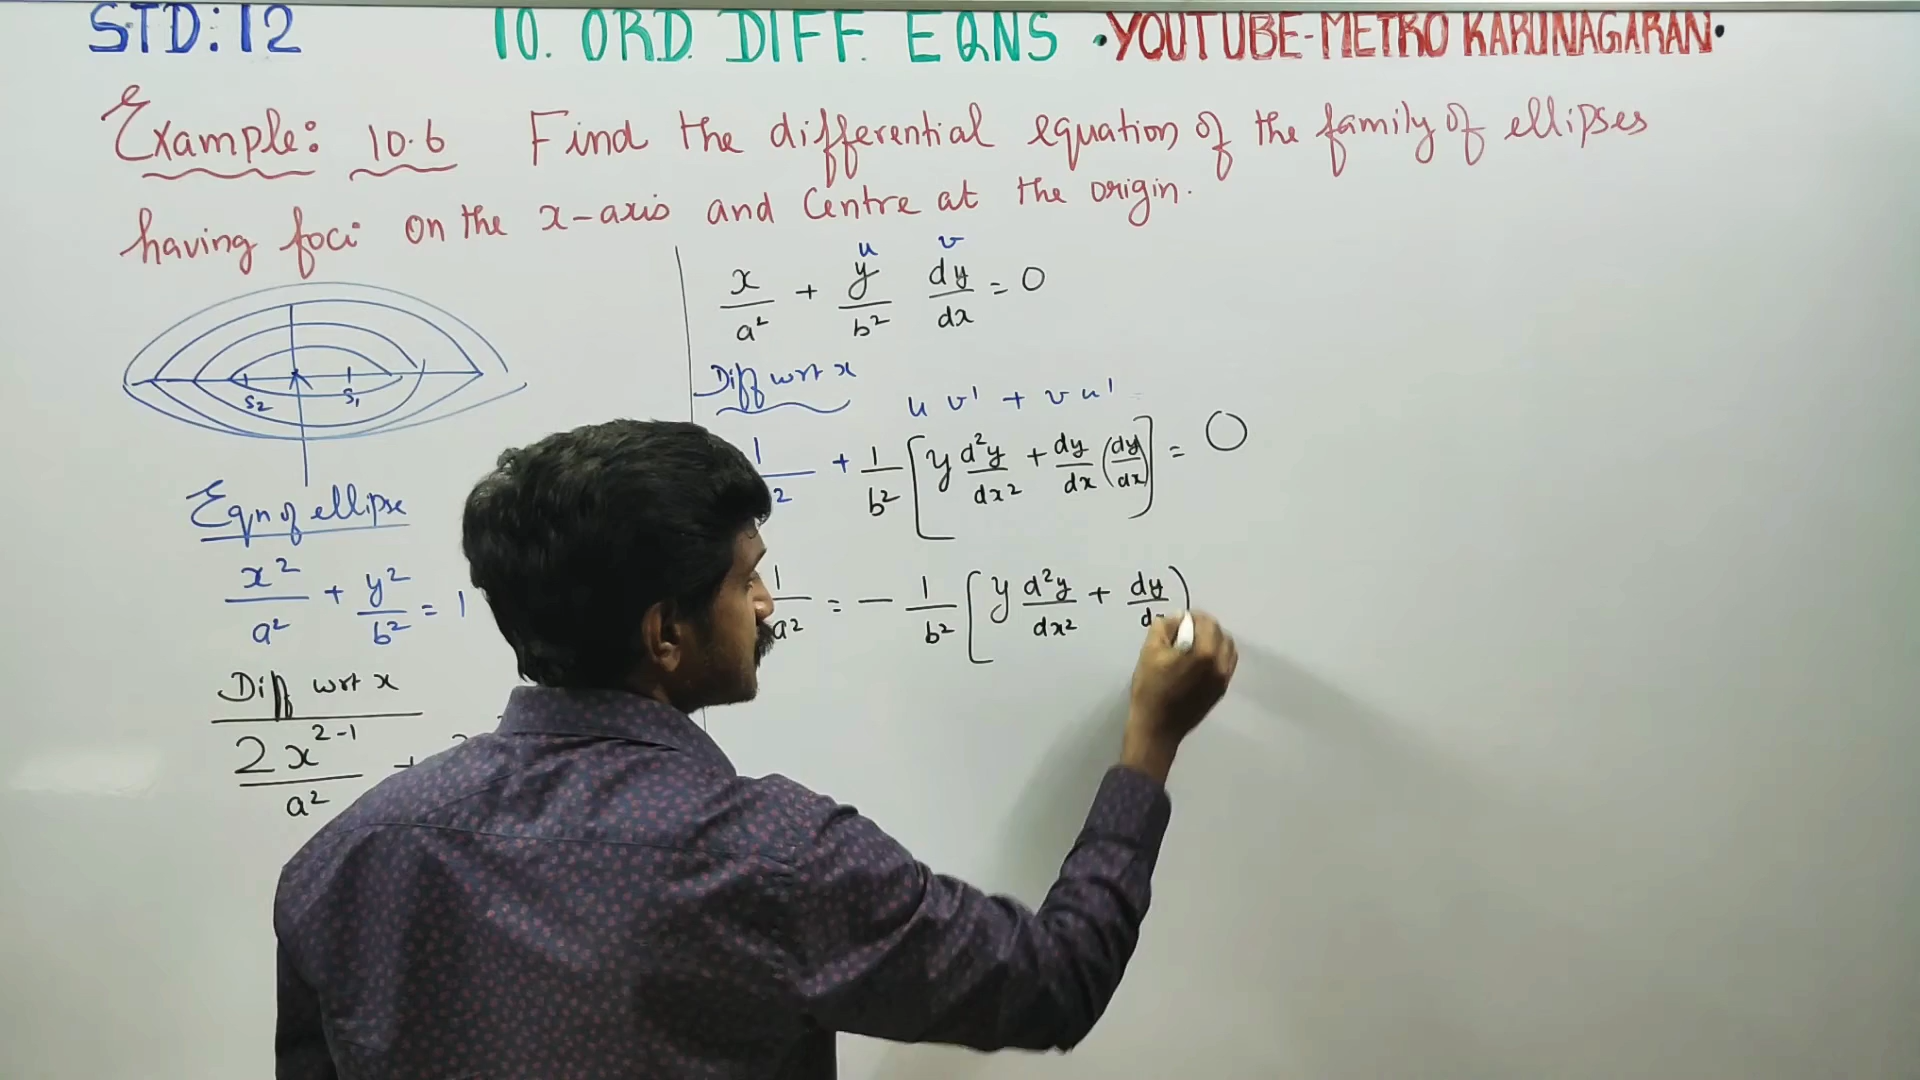 STD: 12 10. ORD. DIFF. EQNS • YOUTUBE-METRO KARUNAGARAN •
Example: 10.6 Find the differential equation of the family of ellipses
having foci on the x-axis and Centre at the origin.
S2 S1
Eqn of ellipse
x²/a² + y²/b² = 1
Diff wrt x
2x^(2-1)/a² +
u v
x/a² + y/b² dy/dx = 0
Diff wrt x
u v' + v u'
1/a² + 1/b² [y d²y/dx² + dy/dx (dy/dx)] = 0
1/a² = - 1/b² [y d²y/dx² + dy/dx)